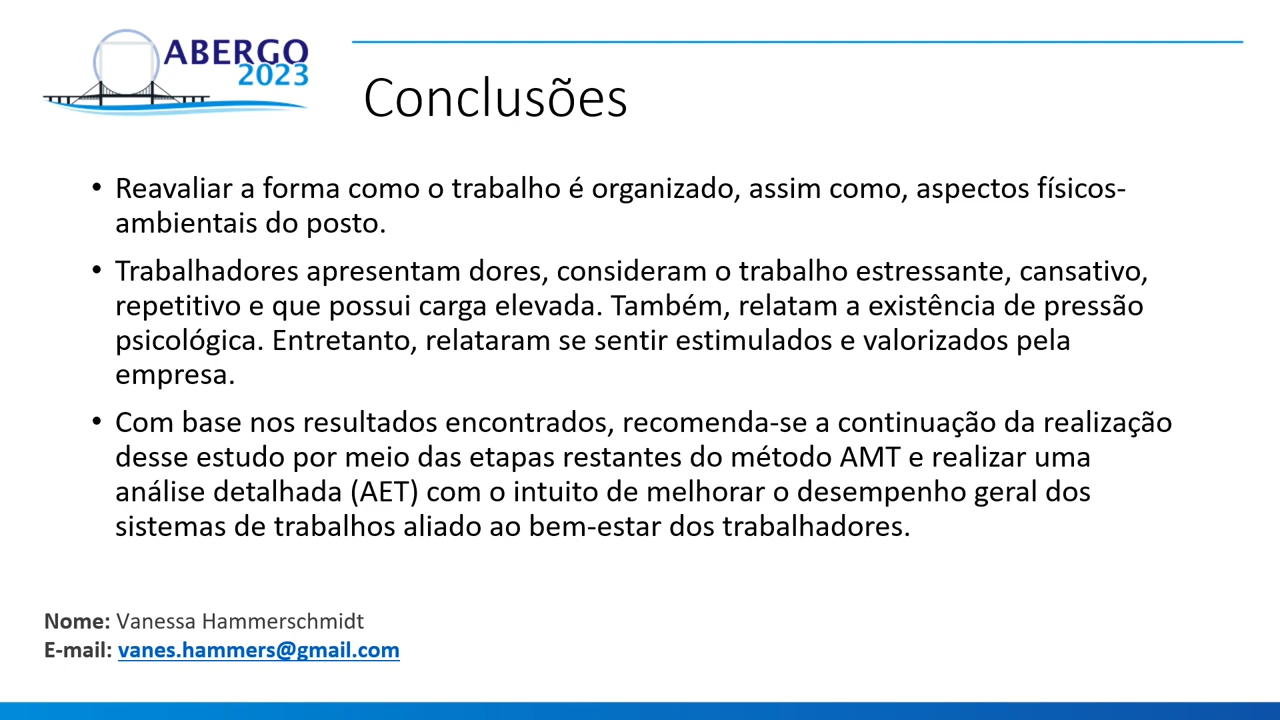 ABERGO
2023
Conclusões
• Reavaliar a forma como o trabalho é organizado, assim como, aspectos físicos-
ambientais do posto.
• Trabalhadores apresentam dores, consideram o trabalho estressante, cansativo,
repetitivo e que possui carga elevada. Também, relatam a existência de pressão
psicológica. Entretanto, relataram se sentir estimulados e valorizados pela
empresa.
• Com base nos resultados encontrados, recomenda-se a continuação da realização
desse estudo por meio das etapas restantes do método AMT e realizar uma
análise detalhada (AET) com o intuito de melhorar o desempenho geral dos
sistemas de trabalhos aliado ao bem-estar dos trabalhadores.
Nome: Vanessa Hammerschmidt
E-mail: vanes.hammers@gmail.com